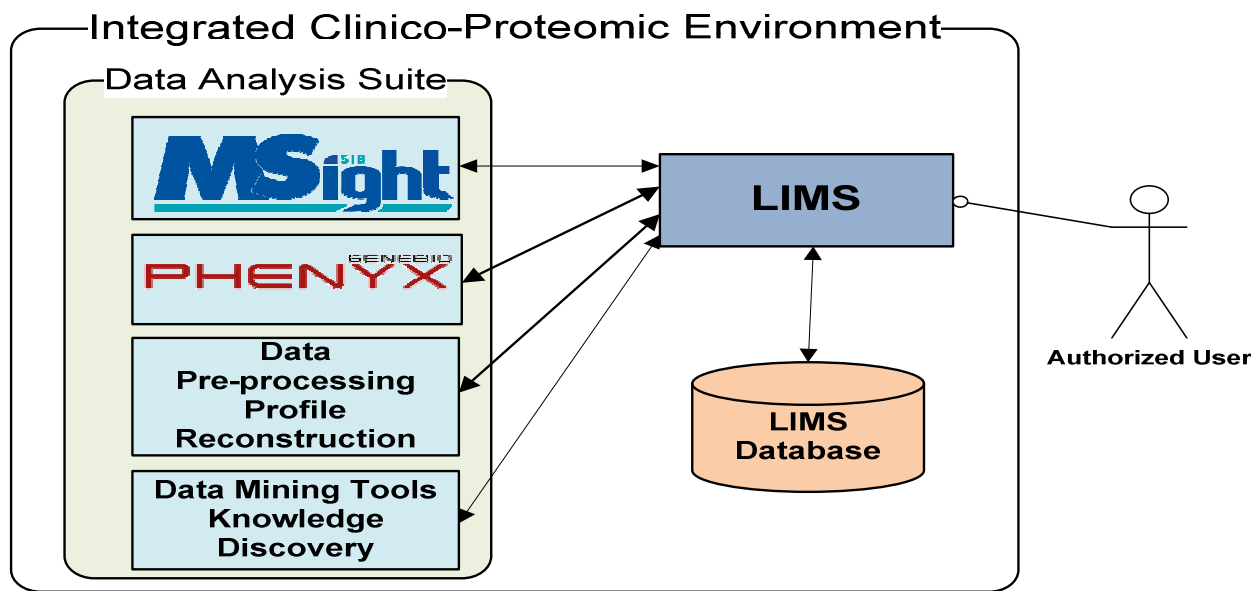 Integrated Clinico-Proteomic Environment
Data Analysis Suite
SIB
MSight
GENEBIO
PHENYX
Data
Pre-processing
Profile
Reconstruction
Data Mining Tools
Knowledge
Discovery
LIMS
LIMS
Database
Authorized User